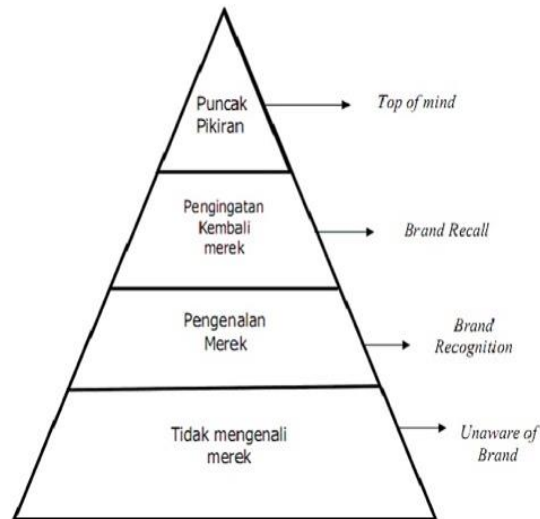 Puncak
Pikiran
Top of mind
Pengingatan
Kembali
merek
Brand Recall
Pengenalan
Merek
Brand
Recognition
Tidak mengenali
merek
Unaware of
Brand